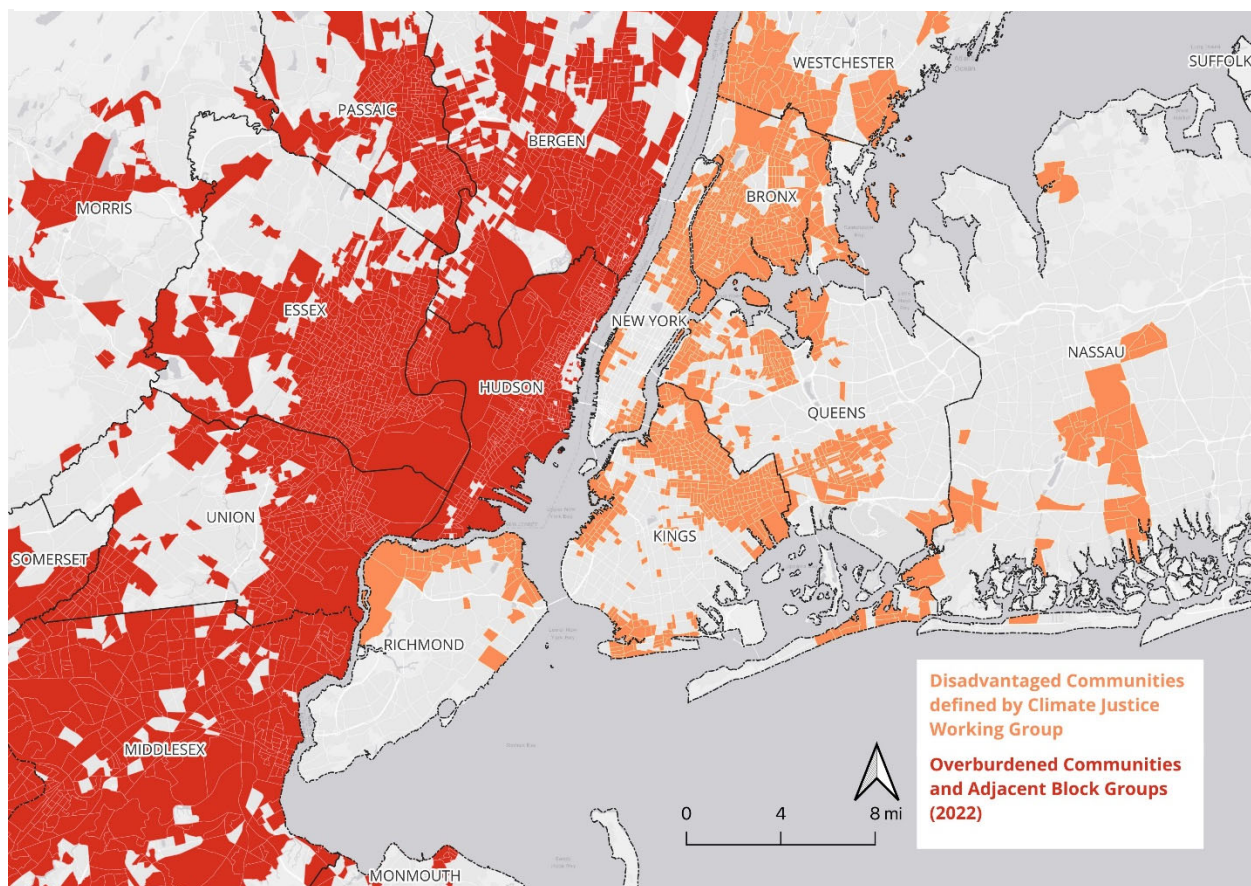 WESTCHESTER
SUFFOLK
PASSAIC
BERGEN
MORRIS
BRONX
ESSEX
NEW YORK
NASSAU
HUDSON
QUEENS
UNION
KINGS
SOMERSET
RICHMOND
MIDDLESEX
MONMOUTH
0 4 8 mi
Disadvantaged Communities
defined by Climate Justice
Working Group
Overburdened Communities
and Adjacent Block Groups
(2022)